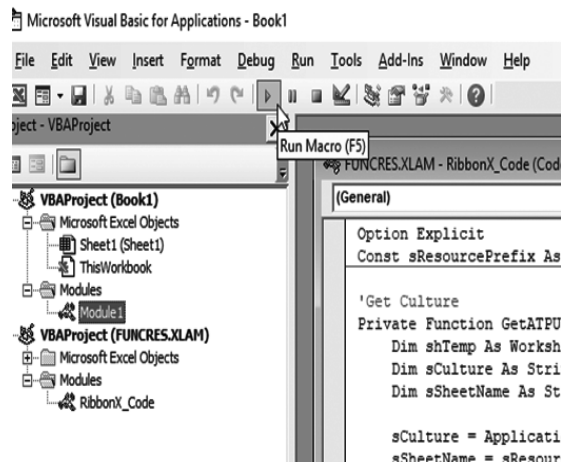 Microsoft Visual Basic for Applications - Book1
File Edit View Insert Format Debug Run Tools Add-Ins Window Help
- VBAProject
Run Macro (F5)
FUNCRES.XLAM - RibbonX_Code (Cod
(General)
VBAProject (Book1)
Microsoft Excel Objects
Sheet1 (Sheet1)
ThisWorkbook
Modules
Module1
VBAProject (FUNCRES.XLAM)
Microsoft Excel Objects
Modules
RibbonX_Code
Option Explicit
Const sResourcePrefix As
'Get Culture
Private Function GetATPU
Dim shTemp As Worksh
Dim sCulture As Stri
Dim sSheetName As St
sCulture = Applicati
sSheetName = sResour